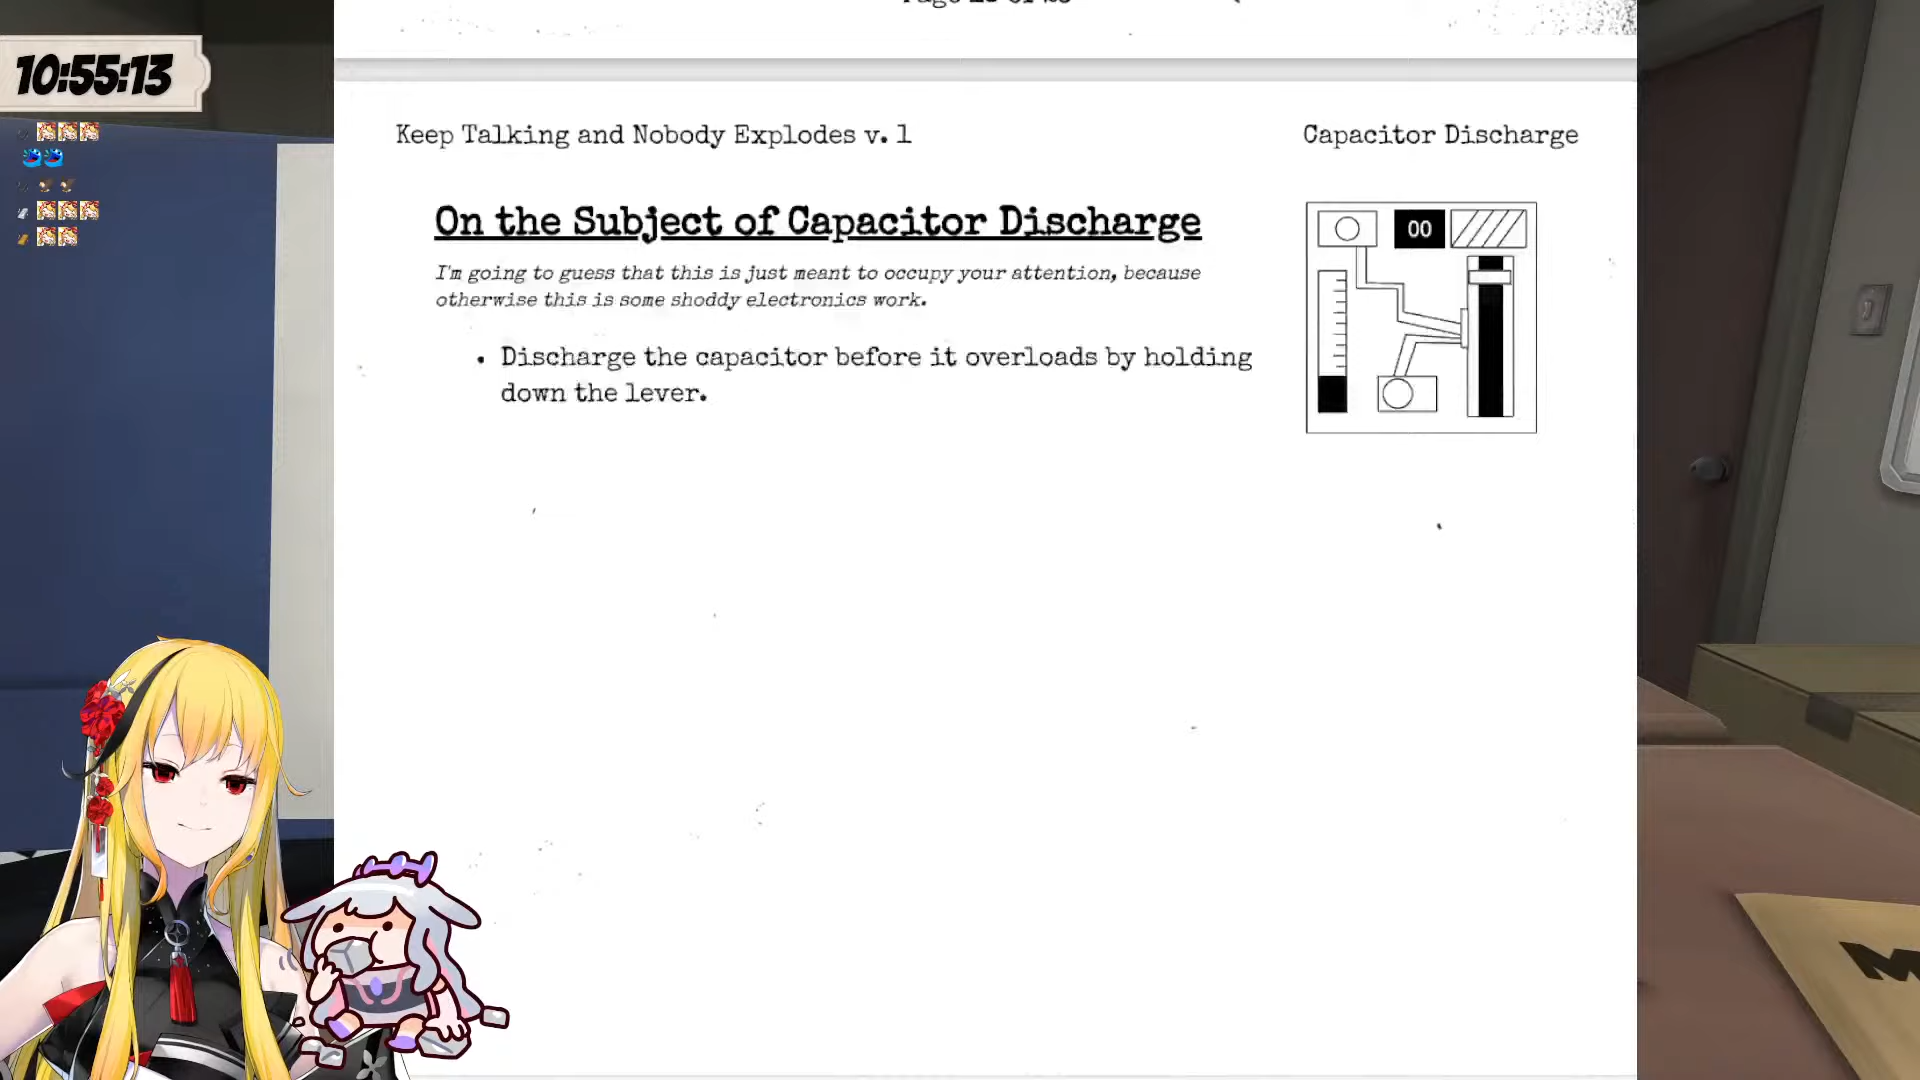 10:55:13
Keep Talking and Nobody Explodes v. 1
Capacitor Discharge
On the Subject of Capacitor Discharge
00
I'm going to guess that this is just meant to occupy your attention, because
otherwise this is some shoddy electronics work.
• Discharge the capacitor before it overloads by holding
down the lever.